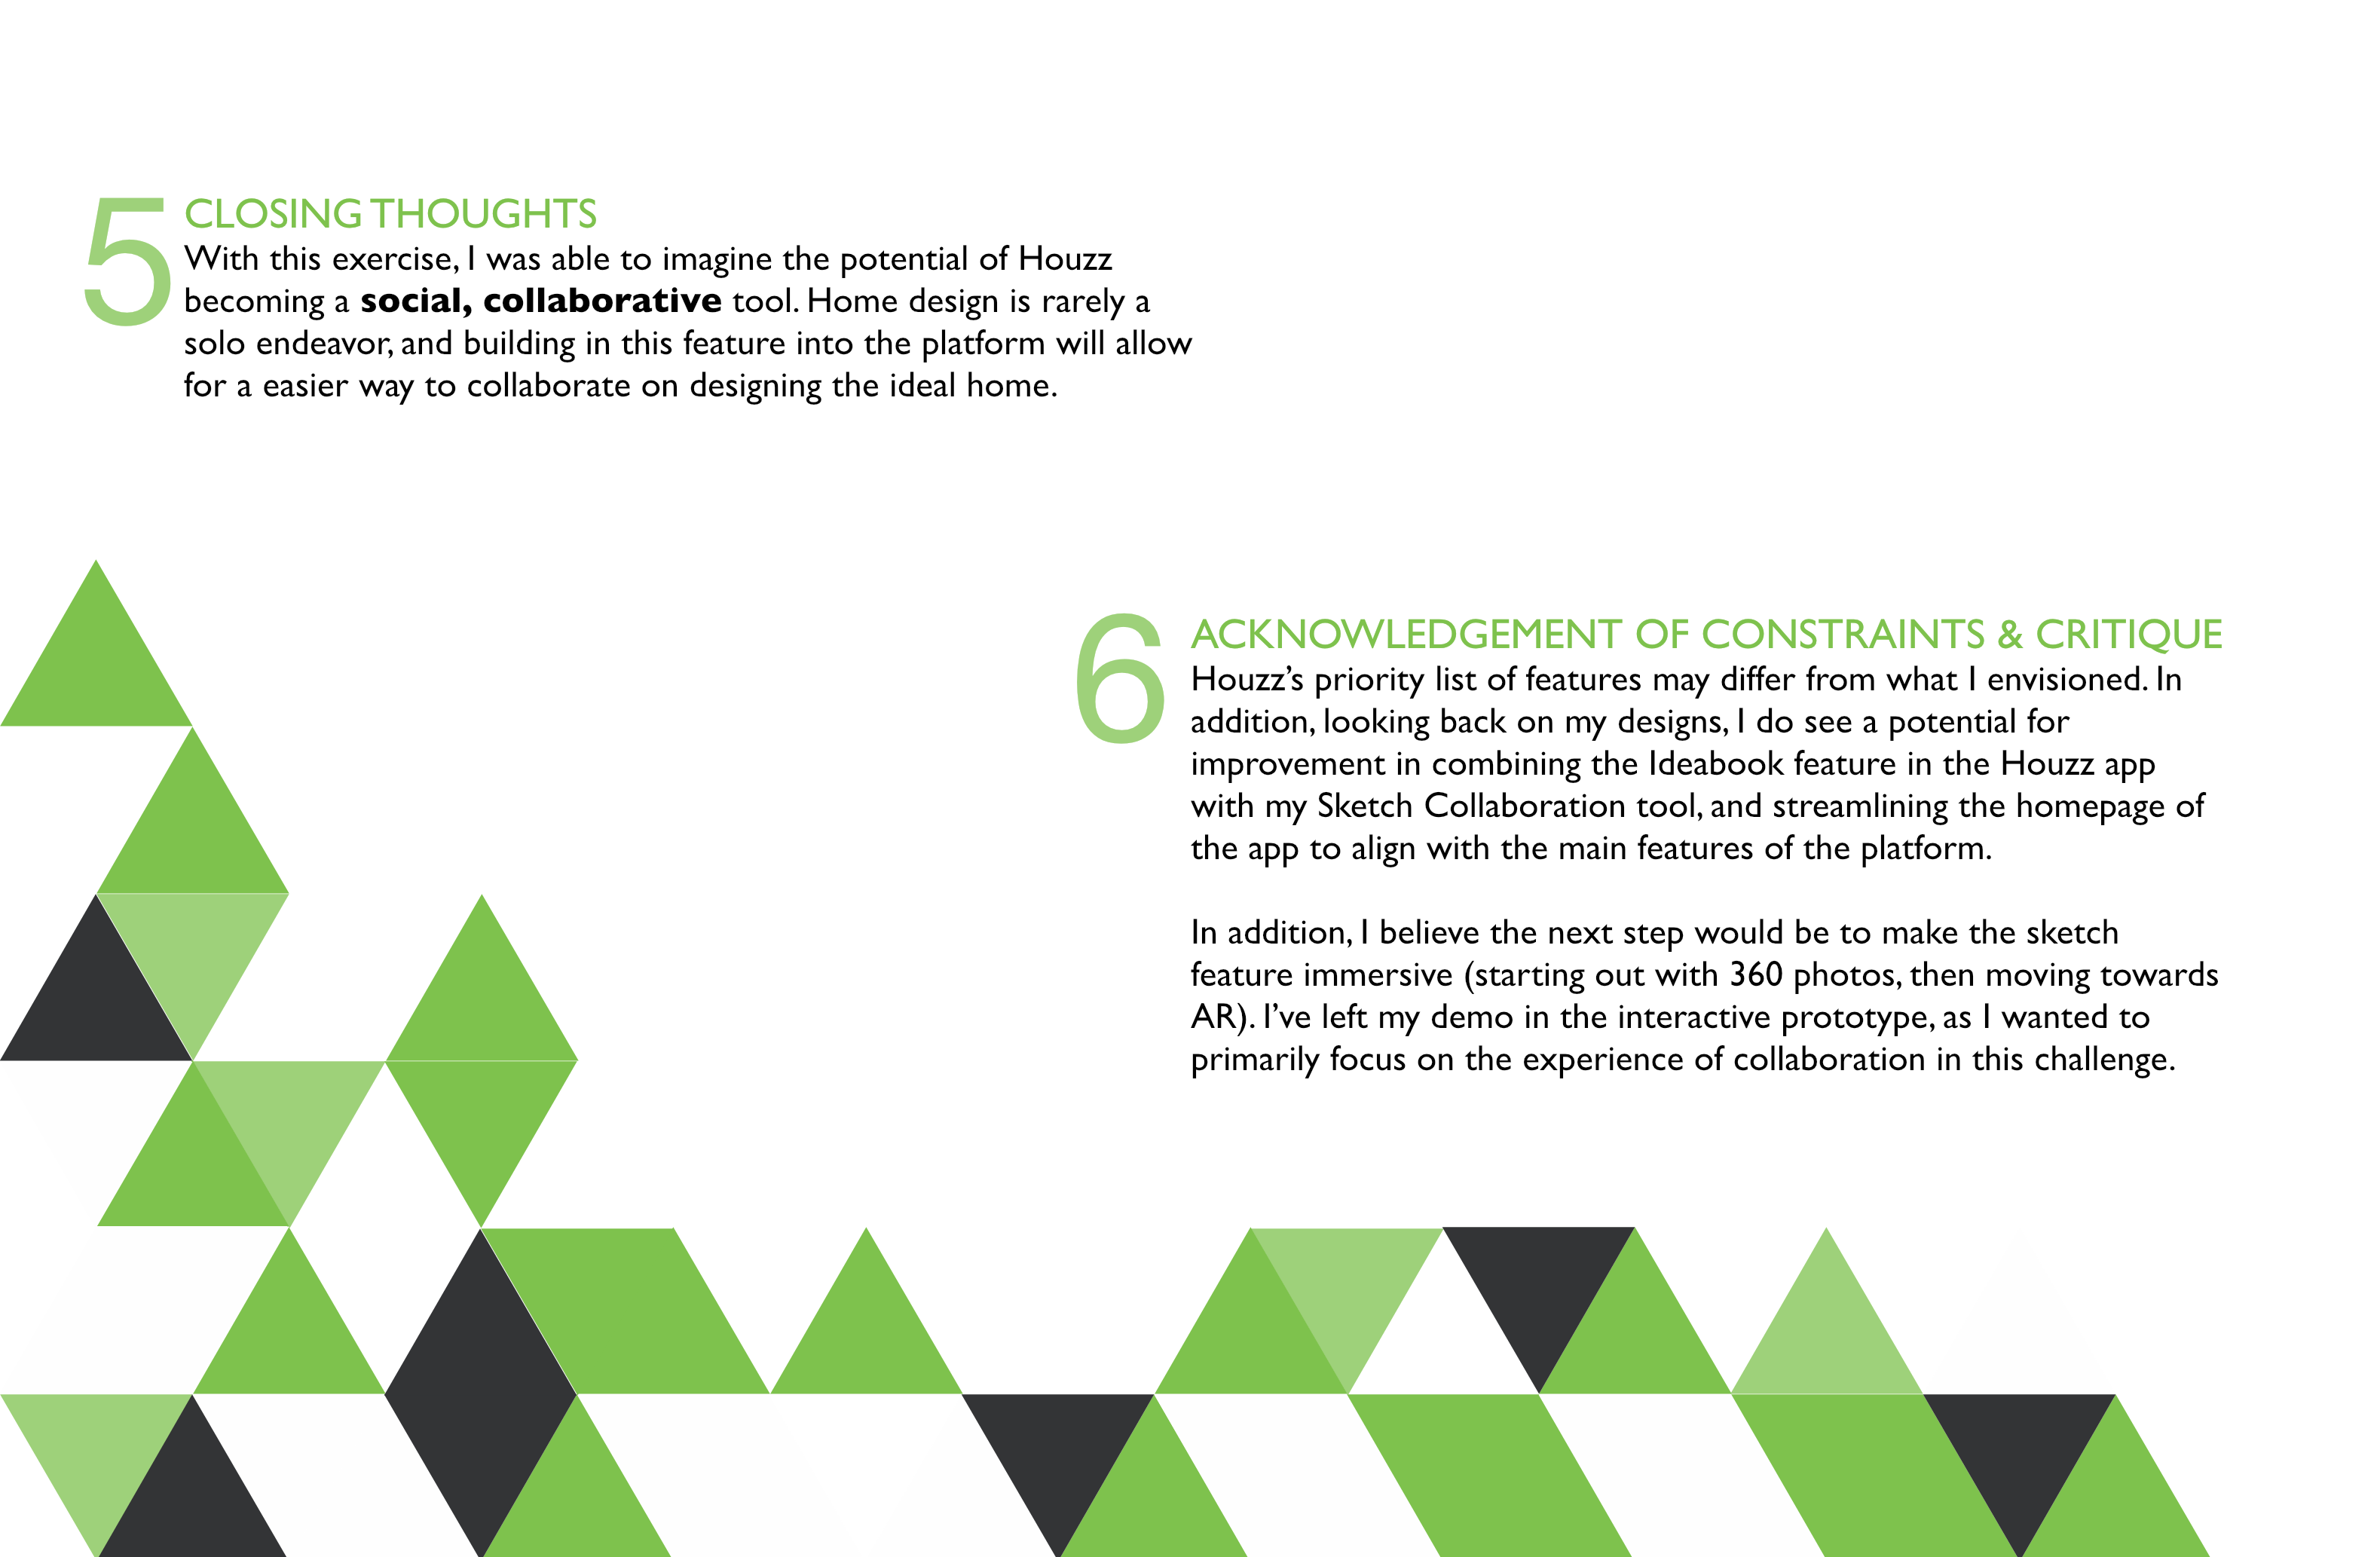 5
CLOSING THOUGHTS
With this exercise, I was able to imagine the potential of Houzz
becoming a social, collaborative tool. Home design is rarely a
solo endeavor, and building in this feature into the platform will allow
for a easier way to collaborate on designing the ideal home.
6
ACKNOWLEDGEMENT OF CONSTRAINTS & CRITIQUE
Houzz’s priority list of features may differ from what I envisioned. In
addition, looking back on my designs, I do see a potential for
improvement in combining the Ideabook feature in the Houzz app
with my Sketch Collaboration tool, and streamlining the homepage of
the app to align with the main features of the platform.
In addition, I believe the next step would be to make the sketch
feature immersive (starting out with 360 photos, then moving towards
AR). I’ve left my demo in the interactive prototype, as I wanted to
primarily focus on the experience of collaboration in this challenge.